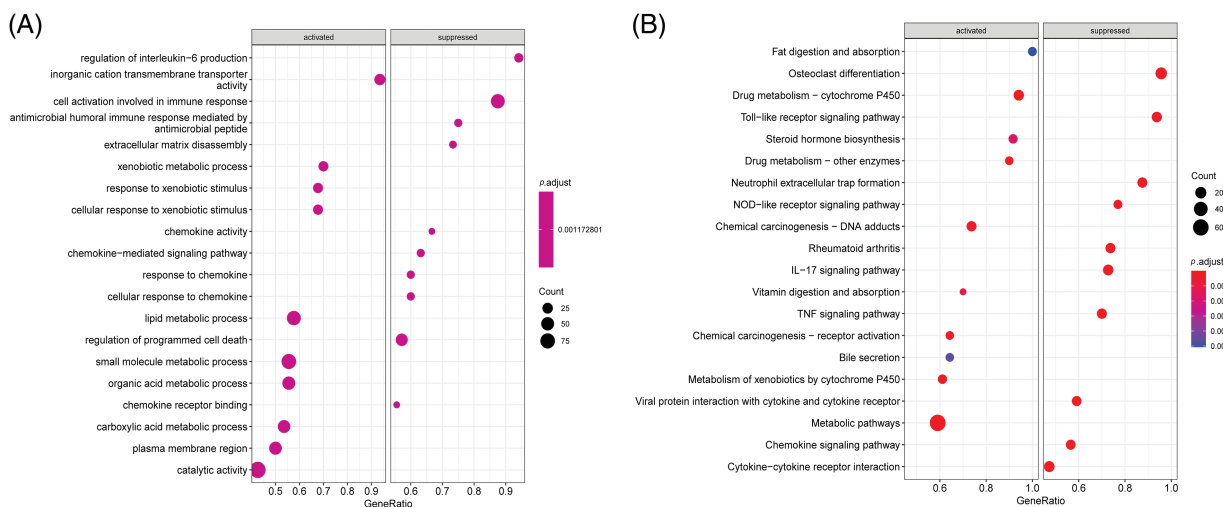 (A)
activated
suppressed
regulation of interleukin−6 production
inorganic cation transmembrane transporter
activity
cell activation involved in immune response
antimicrobial humoral immune response mediated by
antimicrobial peptide
extracellular matrix disassembly
xenobiotic metabolic process
response to xenobiotic stimulus
cellular response to xenobiotic stimulus
chemokine activity
chemokine−mediated signaling pathway
response to chemokine
cellular response to chemokine
lipid metabolic process
regulation of programmed cell death
small molecule metabolic process
organic acid metabolic process
chemokine receptor binding
carboxylic acid metabolic process
plasma membrane region
catalytic activity
0.5 0.6 0.7 0.8 0.9
0.6 0.7 0.8 0.9
GeneRatio
p.adjust
0.001172801
Count
25
50
75
(B)
activated
suppressed
Fat digestion and absorption
Osteoclast differentiation
Drug metabolism − cytochrome P450
Toll−like receptor signaling pathway
Steroid hormone biosynthesis
Drug metabolism − other enzymes
Neutrophil extracellular trap formation
NOD−like receptor signaling pathway
Chemical carcinogenesis − DNA adducts
Rheumatoid arthritis
IL−17 signaling pathway
Vitamin digestion and absorption
TNF signaling pathway
Chemical carcinogenesis − receptor activation
Bile secretion
Metabolism of xenobiotics by cytochrome P450
Viral protein interaction with cytokine and cytokine receptor
Metabolic pathways
Chemokine signaling pathway
Cytokine−cytokine receptor interaction
0.6 0.8 1.0
0.6 0.8 1.0
GeneRatio
Count
20
40
60
p.adjust
0.00
0.00
0.00
0.00